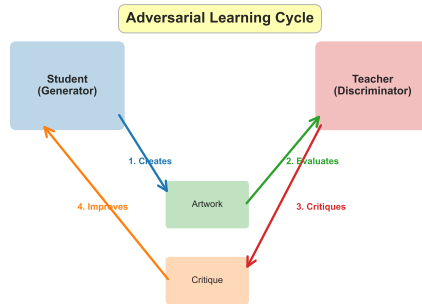 Adversarial Learning Cycle
Student
(Generator)
Teacher
(Discriminator)
1. Creates
2. Evaluates
Artwork
4. Improves
3. Critiques
Critique